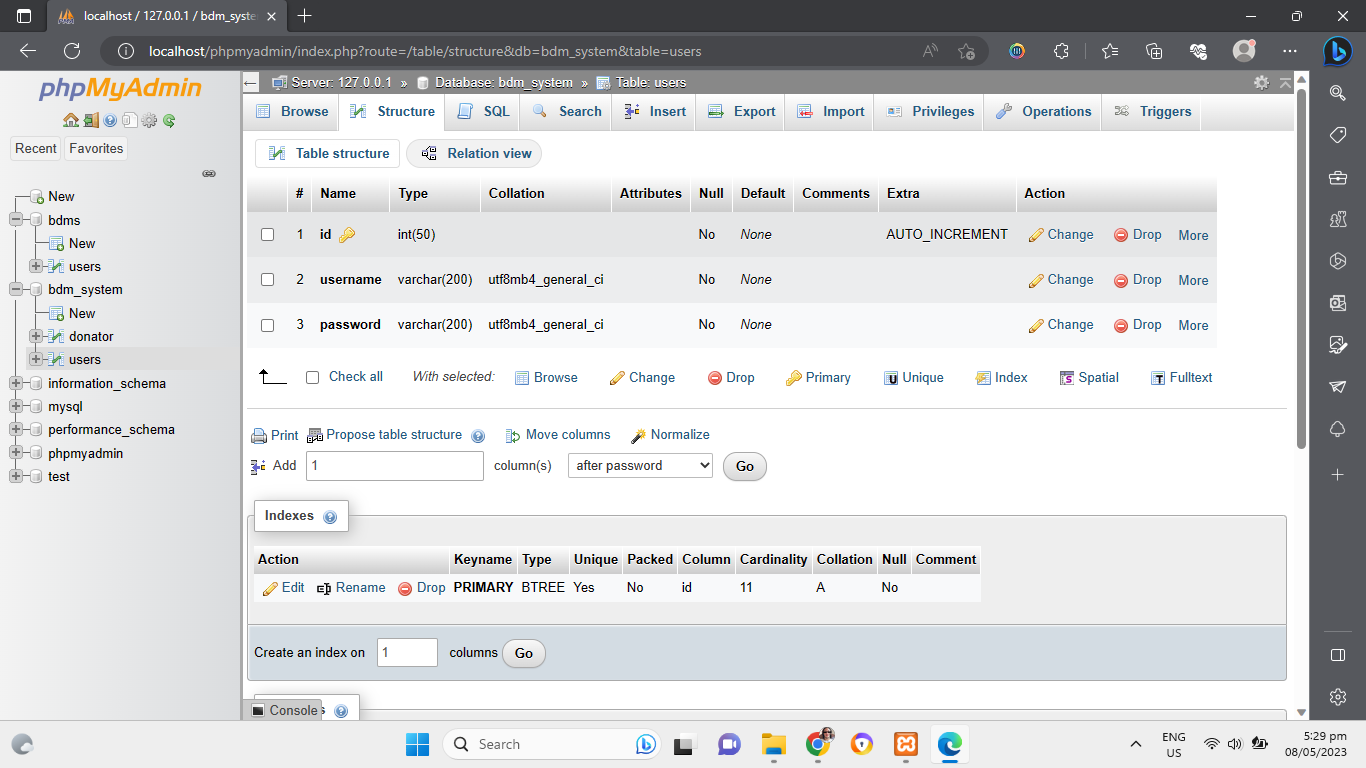 localhost / 127.0.0.1 / bdm_syste
localhost/phpmyadmin/index.php?route=/table/structure&db=bdm_system&table=users
phpMyAdmin
Recent Favorites
New
bdms
New
users
bdm_system
New
donator
users
information_schema
mysql
performance_schema
phpmyadmin
test
Server: 127.0.0.1 » Database: bdm_system » Table: users
Browse Structure SQL Search Insert Export Import Privileges Operations Triggers
Table structure Relation view
# Name Type Collation Attributes Null Default Comments Extra Action
1 id int(50) No None AUTO_INCREMENT Change Drop More
2 username varchar(200) utf8mb4_general_ci No None Change Drop More
3 password varchar(200) utf8mb4_general_ci No None Change Drop More
Check all With selected: Browse Change Drop Primary Unique Index Spatial Fulltext
Print Propose table structure Move columns Normalize
Add 1 column(s) after password Go
Indexes
Action Keyname Type Unique Packed Column Cardinality Collation Null Comment
Edit Rename Drop PRIMARY BTREE Yes No id 11 A No
Create an index on 1 columns Go
Console
Search
ENG
US
5:29 pm
08/05/2023